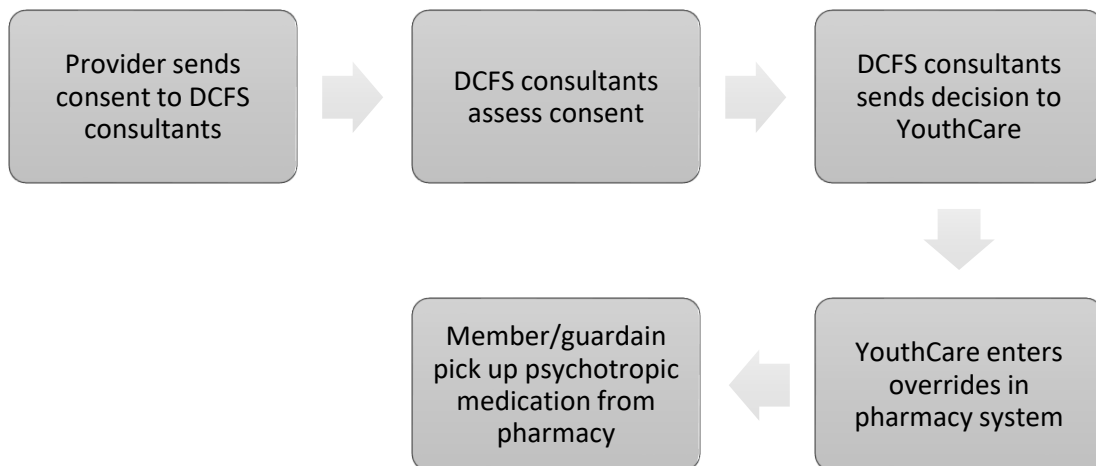 Provider sends
consent to DCFS
consultants
DCFS consultants
assess consent
DCFS consultants
sends decision to
YouthCare
YouthCare enters
overrides in
pharmacy system
Member/guardain
pick up psychotropic
medication from
pharmacy